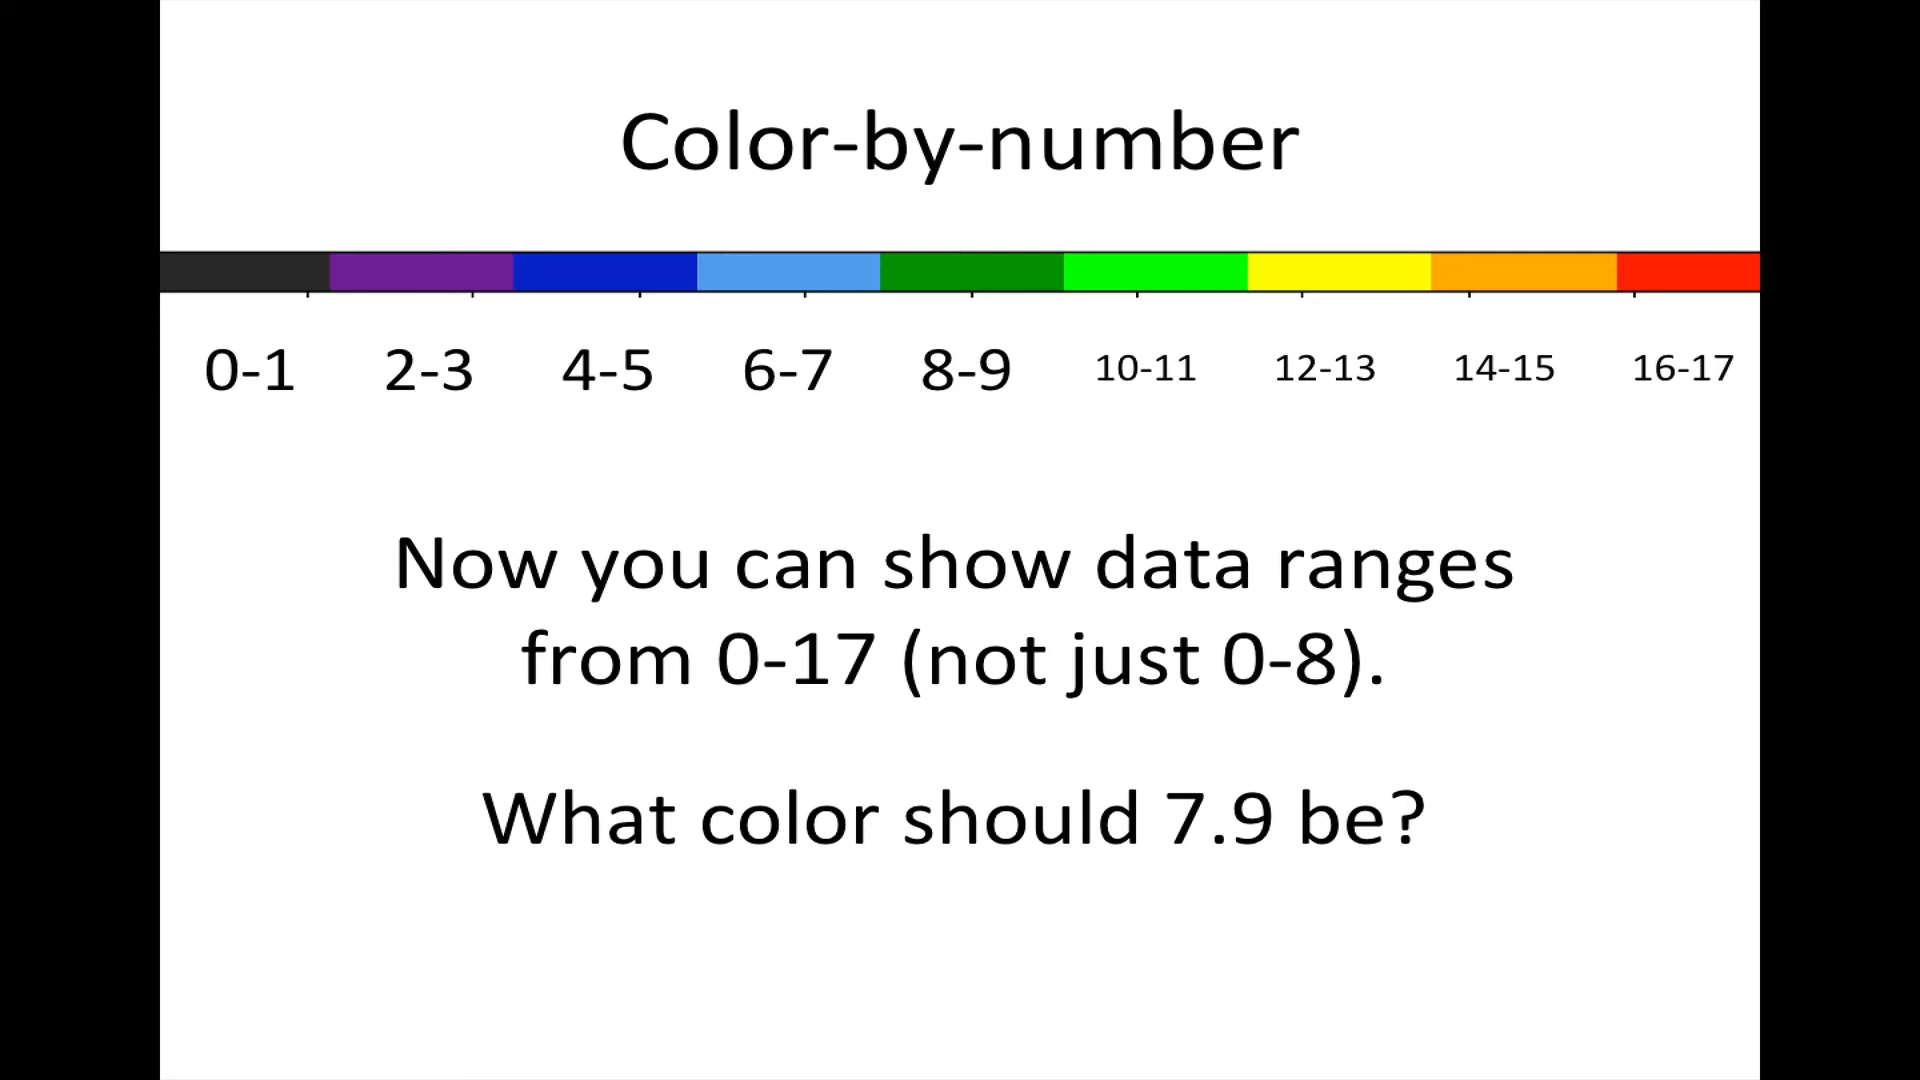 Color-by-number
0-1 2-3 4-5 6-7 8-9 10-11 12-13 14-15 16-17
Now you can show data ranges
from 0-17 (not just 0-8).
What color should 7.9 be?